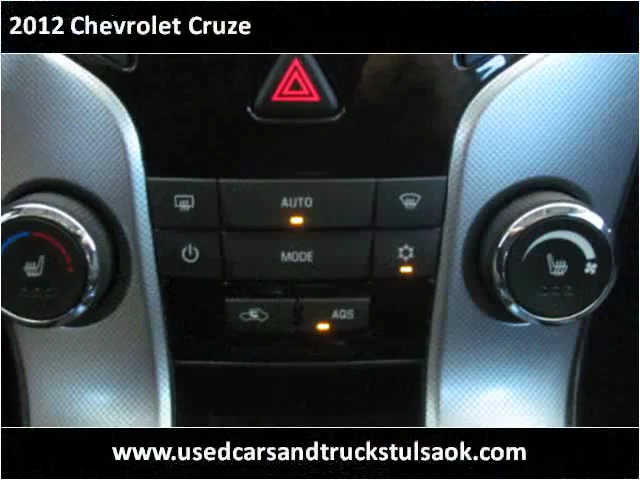 2012 Chevrolet Cruze
AUTO
MODE
AQS
www.usedcarsandtruckstulsaok.com